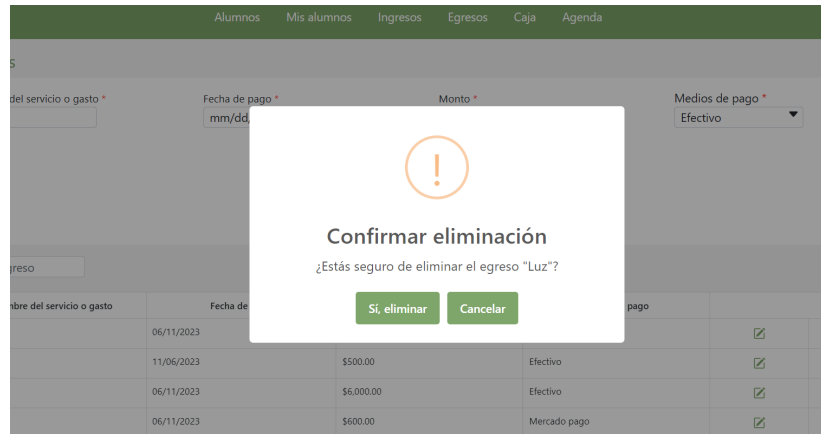 Alumnos Mis alumnos Ingresos Egresos Caja Agenda
s
del servicio o gasto * Fecha de pago * Monto * Medios de pago *
mm/dd, Efectivo
!
Confirmar eliminación
¿Estás seguro de eliminar el egreso "Luz"?
Sí, eliminar Cancelar
greso
mbre del servicio o gasto Fecha de pago
06/11/2023
11/06/2023 $500.00 Efectivo
06/11/2023 $6,000.00 Efectivo
06/11/2023 $600.00 Mercado pago